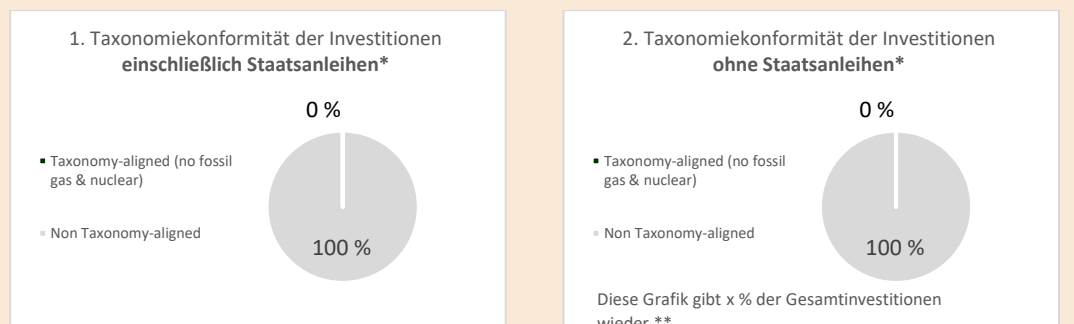 1. Taxonomiekonformität der Investitionen
einschließlich Staatsanleihen*
0 %
Taxonomy-aligned (no fossil
gas & nuclear)
Non Taxonomy-aligned
100 %
2. Taxonomiekonformität der Investitionen
ohne Staatsanleihen*
0 %
Taxonomy-aligned (no fossil
gas & nuclear)
Non Taxonomy-aligned
100 %
Diese Grafik gibt x % der Gesamtinvestitionen
wieder.**